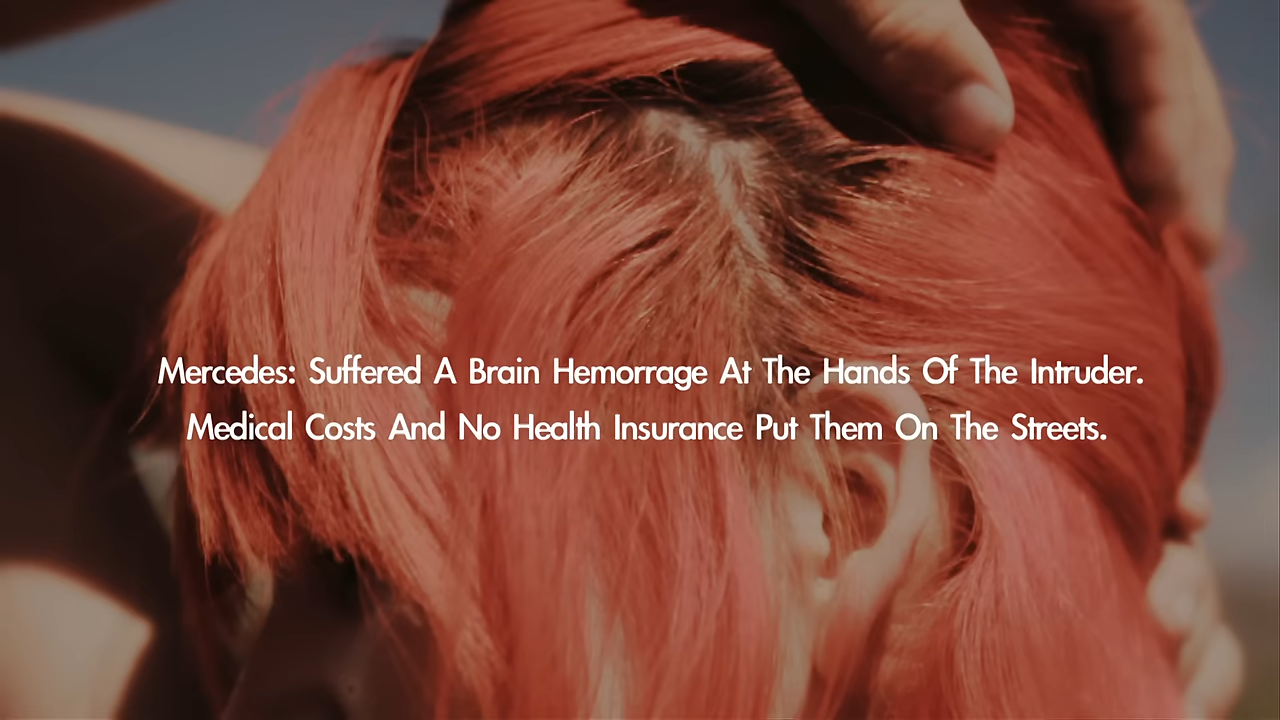 Mercedes: Suffered A Brain Hemorrage At The Hands Of The Intruder.
Medical Costs And No Health Insurance Put Them On The Streets.